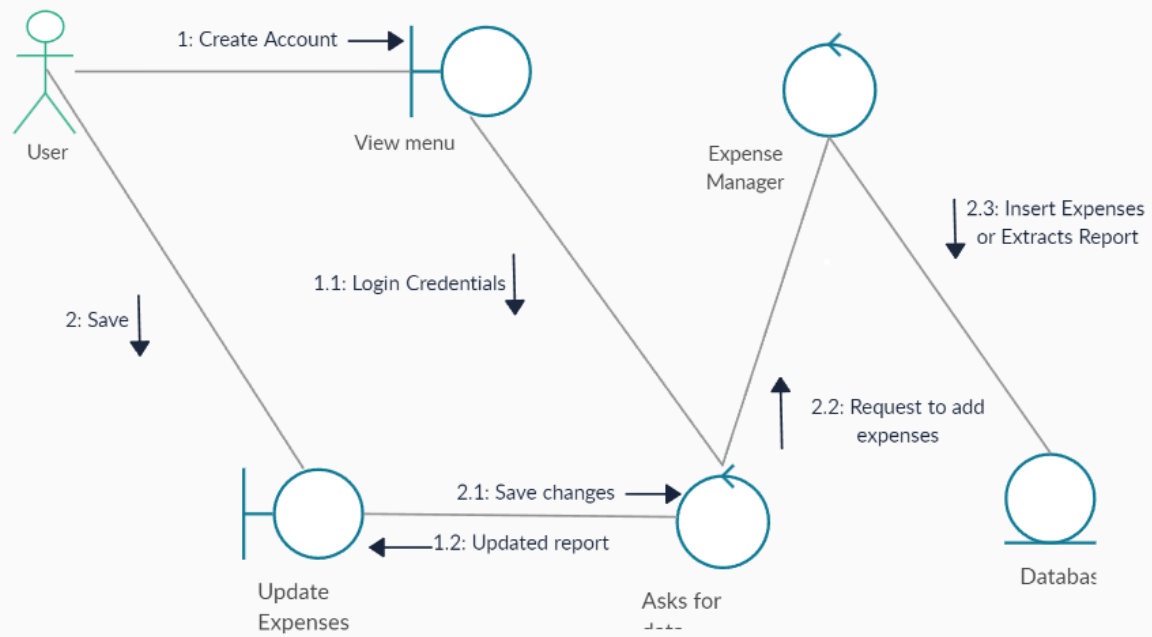 1: Create Account
User
View menu
Expense
Manager
2.3: Insert Expenses
or Extracts Report
1.1: Login Credentials
2: Save
2.2: Request to add
expenses
2.1: Save changes
1.2: Updated report
Databas
Update
Expenses
Asks for